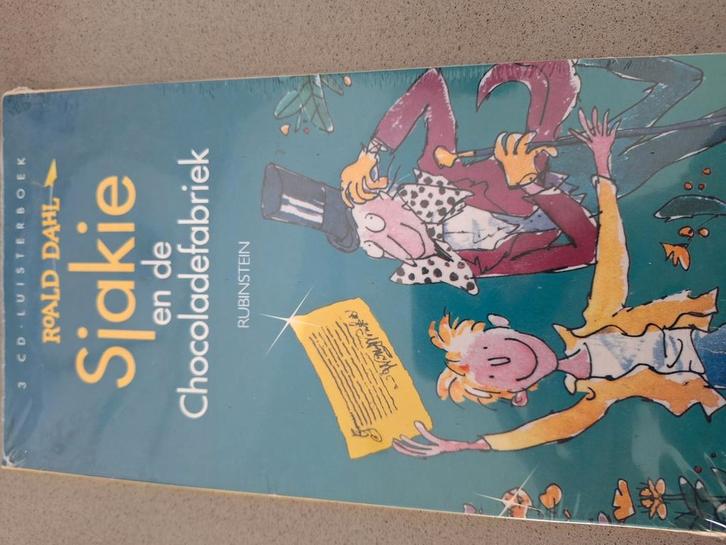 3 CD · LUISTERBOEK
ROALD DAHL
Sjakie
en de
Chocoladefabriek
RUBINSTEIN